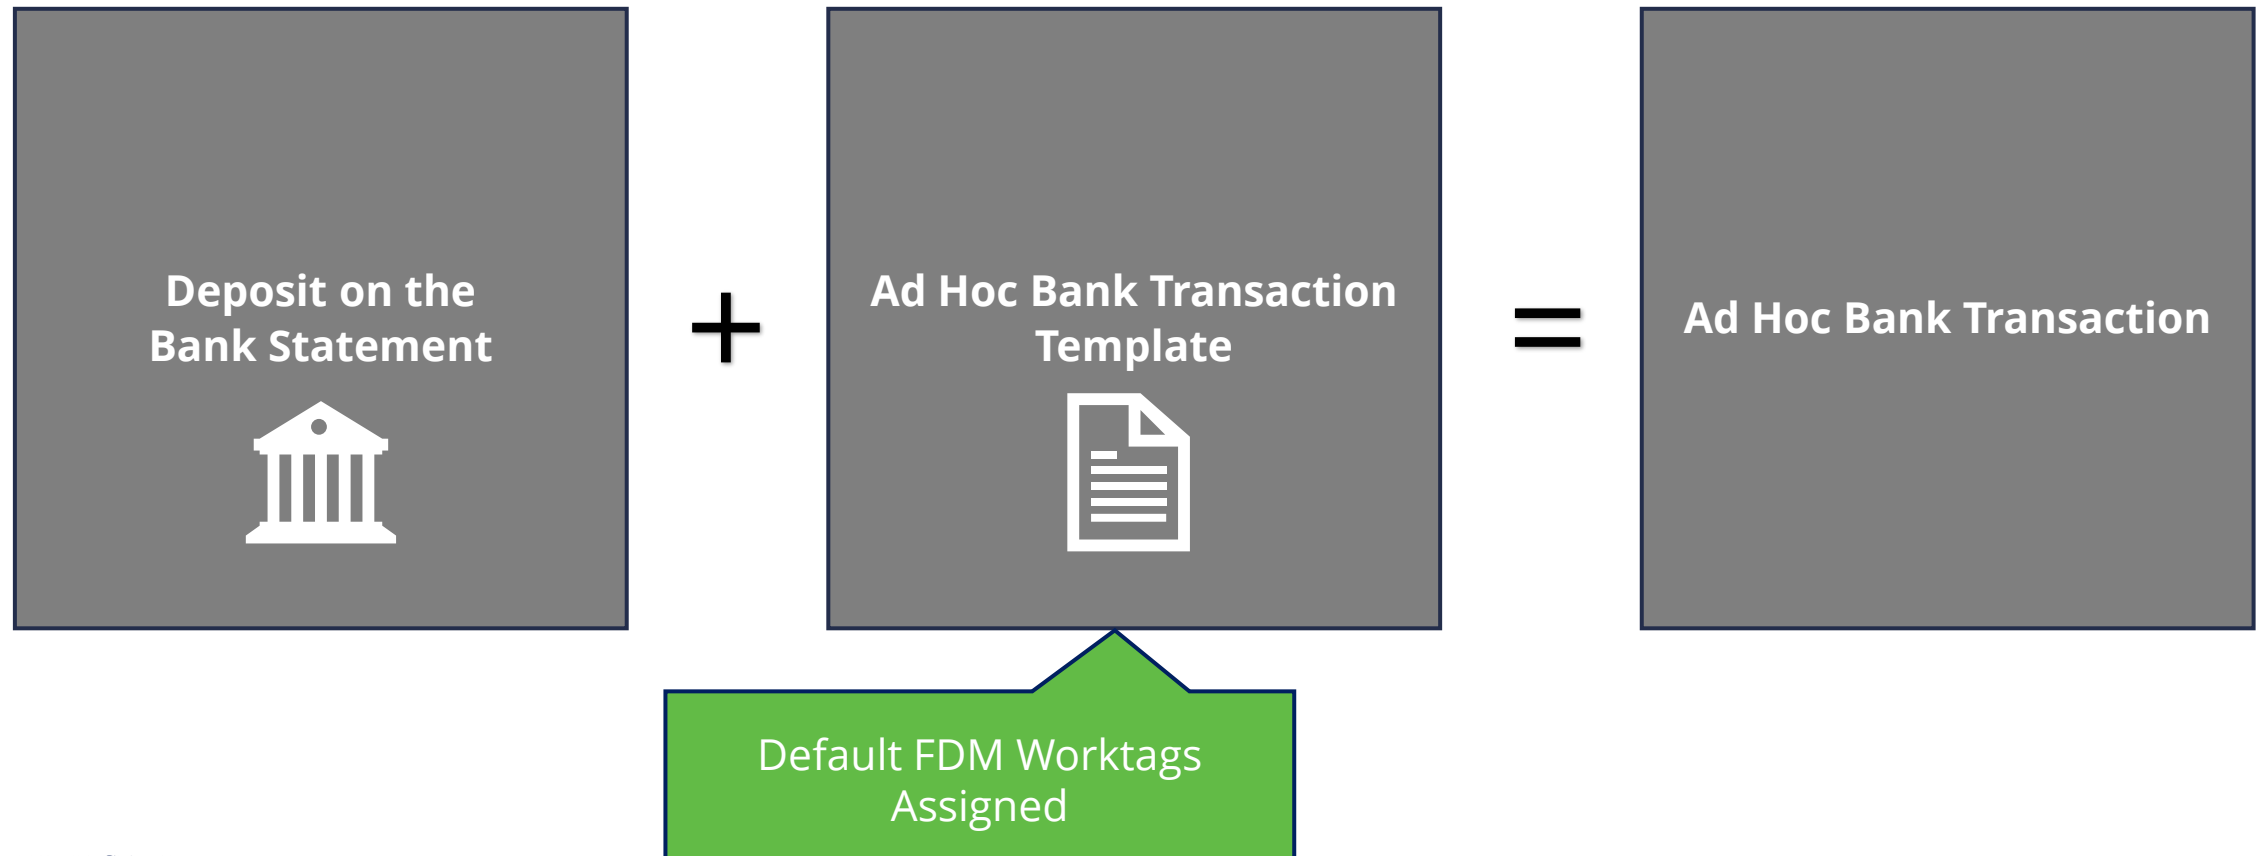 Deposit on the
Bank Statement
+
Ad Hoc Bank Transaction
Template
=
Ad Hoc Bank Transaction
Default FDM Worktags
Assigned